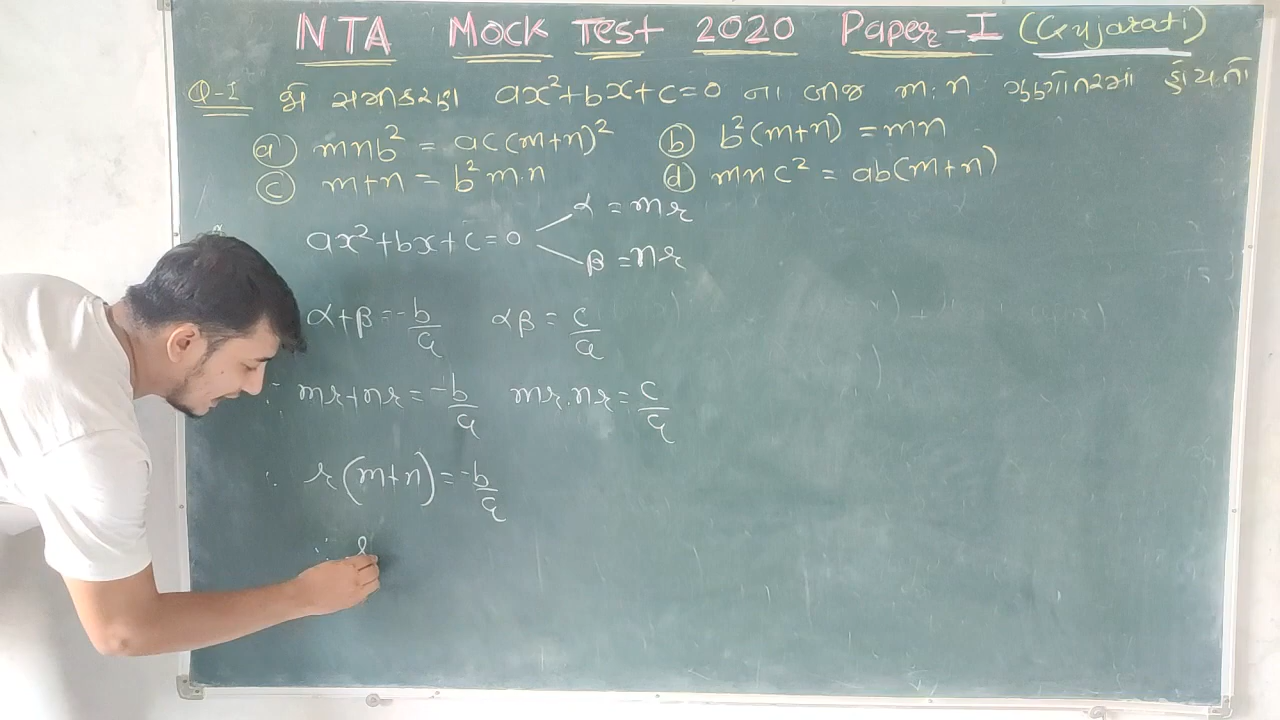 NTA Mock Test 2020 Paper-I (Gujarati)
Q-1 જો સમીકરણ ax²+bx+c=0 ના બીજ m:n ગુણોત્તરમાં હોય તો
(a) mnb² = ac(m+n)² (b) b²(m+n) = mn
(c) m+n = b²m.n (d) mnc² = ab(m+n)
α = mr
ax²+bx+c=0
β = nr
α+β = -b/a αβ = c/a
∴ mr+nr = -b/a mr.nr = c/a
∴ r(m+n) = -b/a
∴